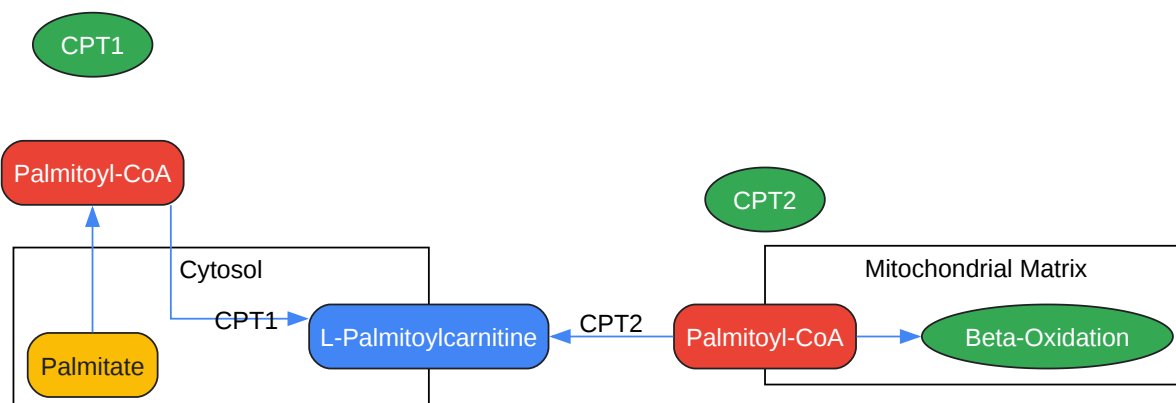 CPT1
Palmitoyl-CoA
CPT2
Cytosol
Mitochondrial Matrix
CPT1
L-Palmitoylcarnitine
CPT2
Palmitoyl-CoA
Beta-Oxidation
Palmitate